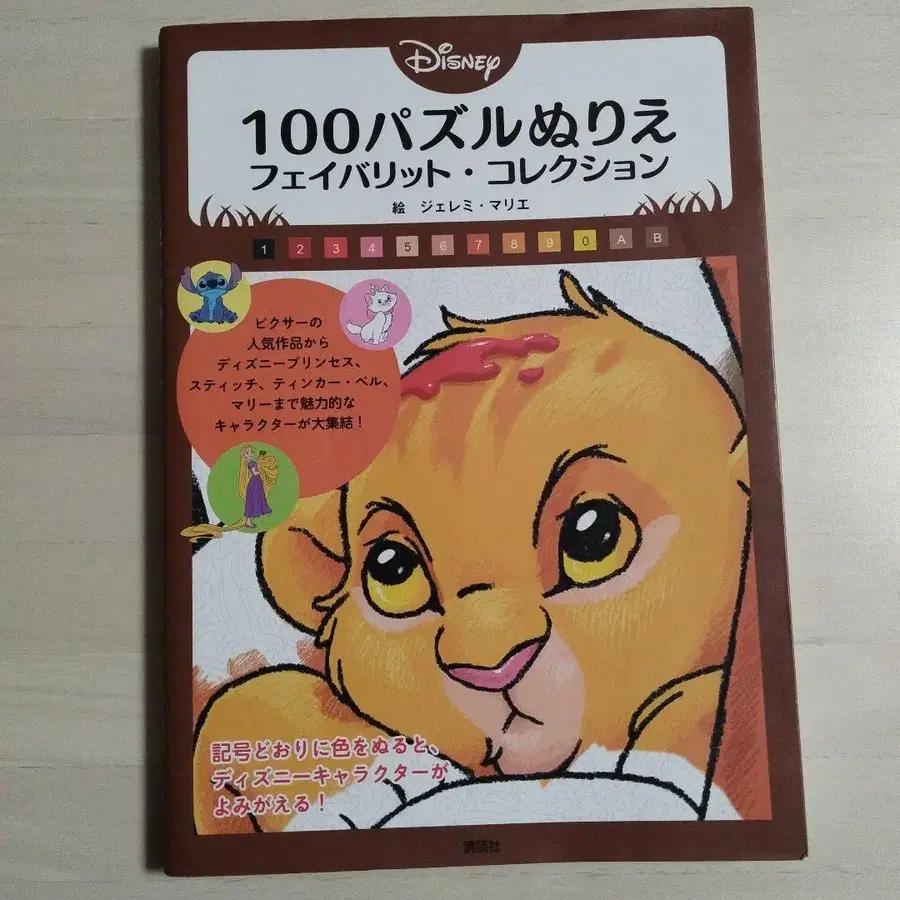 Disney
100パズルぬりえ
フェイバリット・コレクション
絵 ジェレミ・マリエ
1 2 3 4 5 6 7 8 9 0 A B
ピクサーの
人気作品から
ディズニープリンセス、
スティッチ、ティンカー・ベル、
マリーまで魅力的な
キャラクターが大集結！
記号どおりに色をぬると、
ディズニーキャラクターが
よみがえる！
講談社